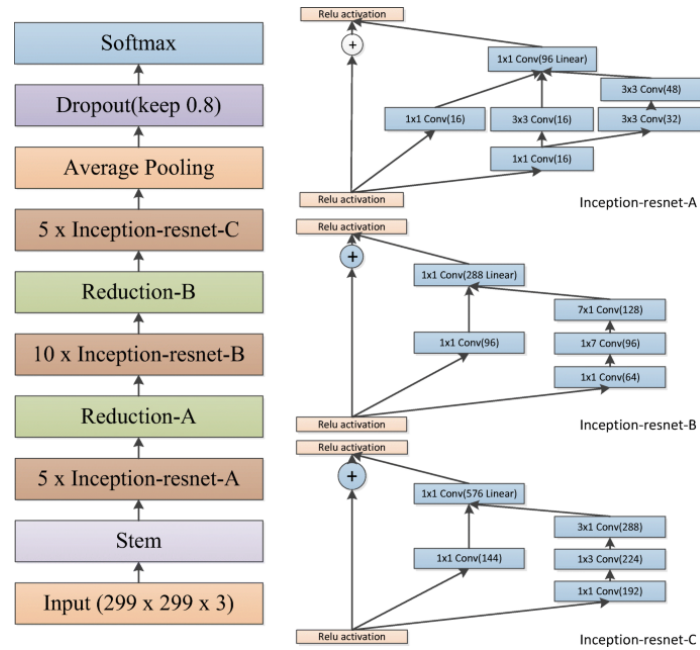 Softmax
Dropout(keep 0.8)
Average Pooling
5 x Inception-resnet-C
Reduction-B
10 x Inception-resnet-B
Reduction-A
5 x Inception-resnet-A
Stem
Input (299 x 299 x 3)
Relu activation
+
1x1 Conv(96 Linear)
3x3 Conv(48)
1x1 Conv(16)
3x3 Conv(16)
3x3 Conv(32)
1x1 Conv(16)
Relu activation
Inception-resnet-A
Relu activation
+
1x1 Conv(288 Linear)
7x1 Conv(128)
1x1 Conv(96)
1x7 Conv(96)
1x1 Conv(64)
Relu activation
Inception-resnet-B
Relu activation
+
1x1 Conv(576 Linear)
3x1 Conv(288)
1x1 Conv(144)
1x3 Conv(224)
1x1 Conv(192)
Relu activation
Inception-resnet-C